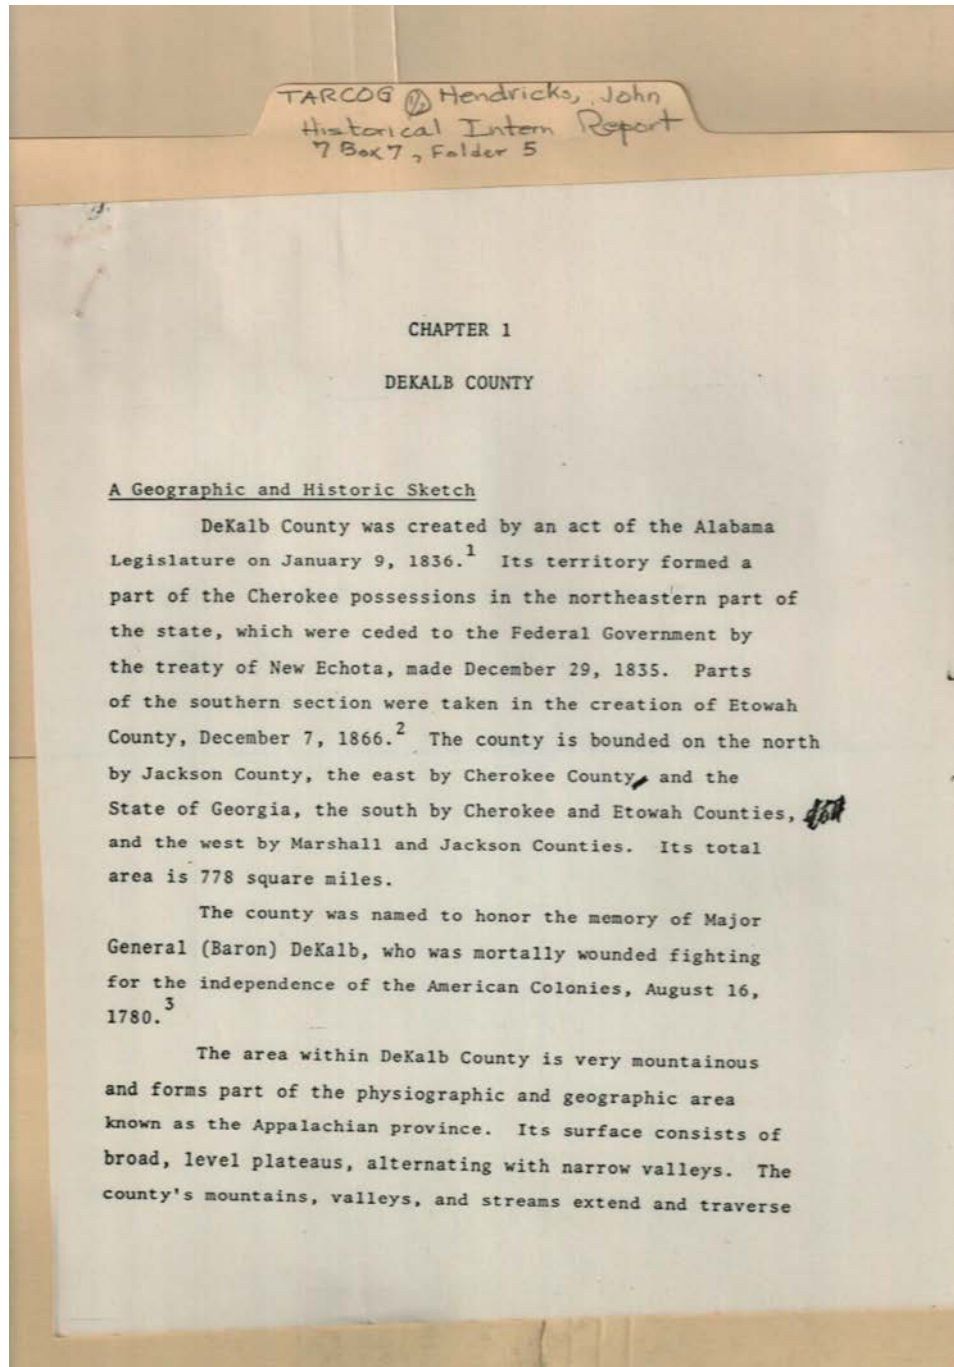 TARCOG Hendricks, John
Historical Intern Report
7 Box 7, Folder 5
CHAPTER 1
DEKALB COUNTY
A Geographic and Historic Sketch
DeKalb County was created by an act of the Alabama
Legislature on January 9, 1836.1 Its territory formed a
part of the Cherokee possessions in the northeastern part of
the state, which were ceded to the Federal Government by
the treaty of New Echota, made December 29, 1835. Parts
of the southern section were taken in the creation of Etowah
County, December 7, 1866.2 The county is bounded on the north
by Jackson County, the east by Cherokee County, and the
State of Georgia, the south by Cherokee and Etowah Counties,
and the west by Marshall and Jackson Counties. Its total
area is 778 square miles.
The county was named to honor the memory of Major
General (Baron) DeKalb, who was mortally wounded fighting
for the independence of the American Colonies, August 16,
1780.3
The area within DeKalb County is very mountainous
and forms part of the physiographic and geographic area
known as the Appalachian province. Its surface consists of
broad, level plateaus, alternating with narrow valleys. The
county's mountains, valleys, and streams extend and traverse